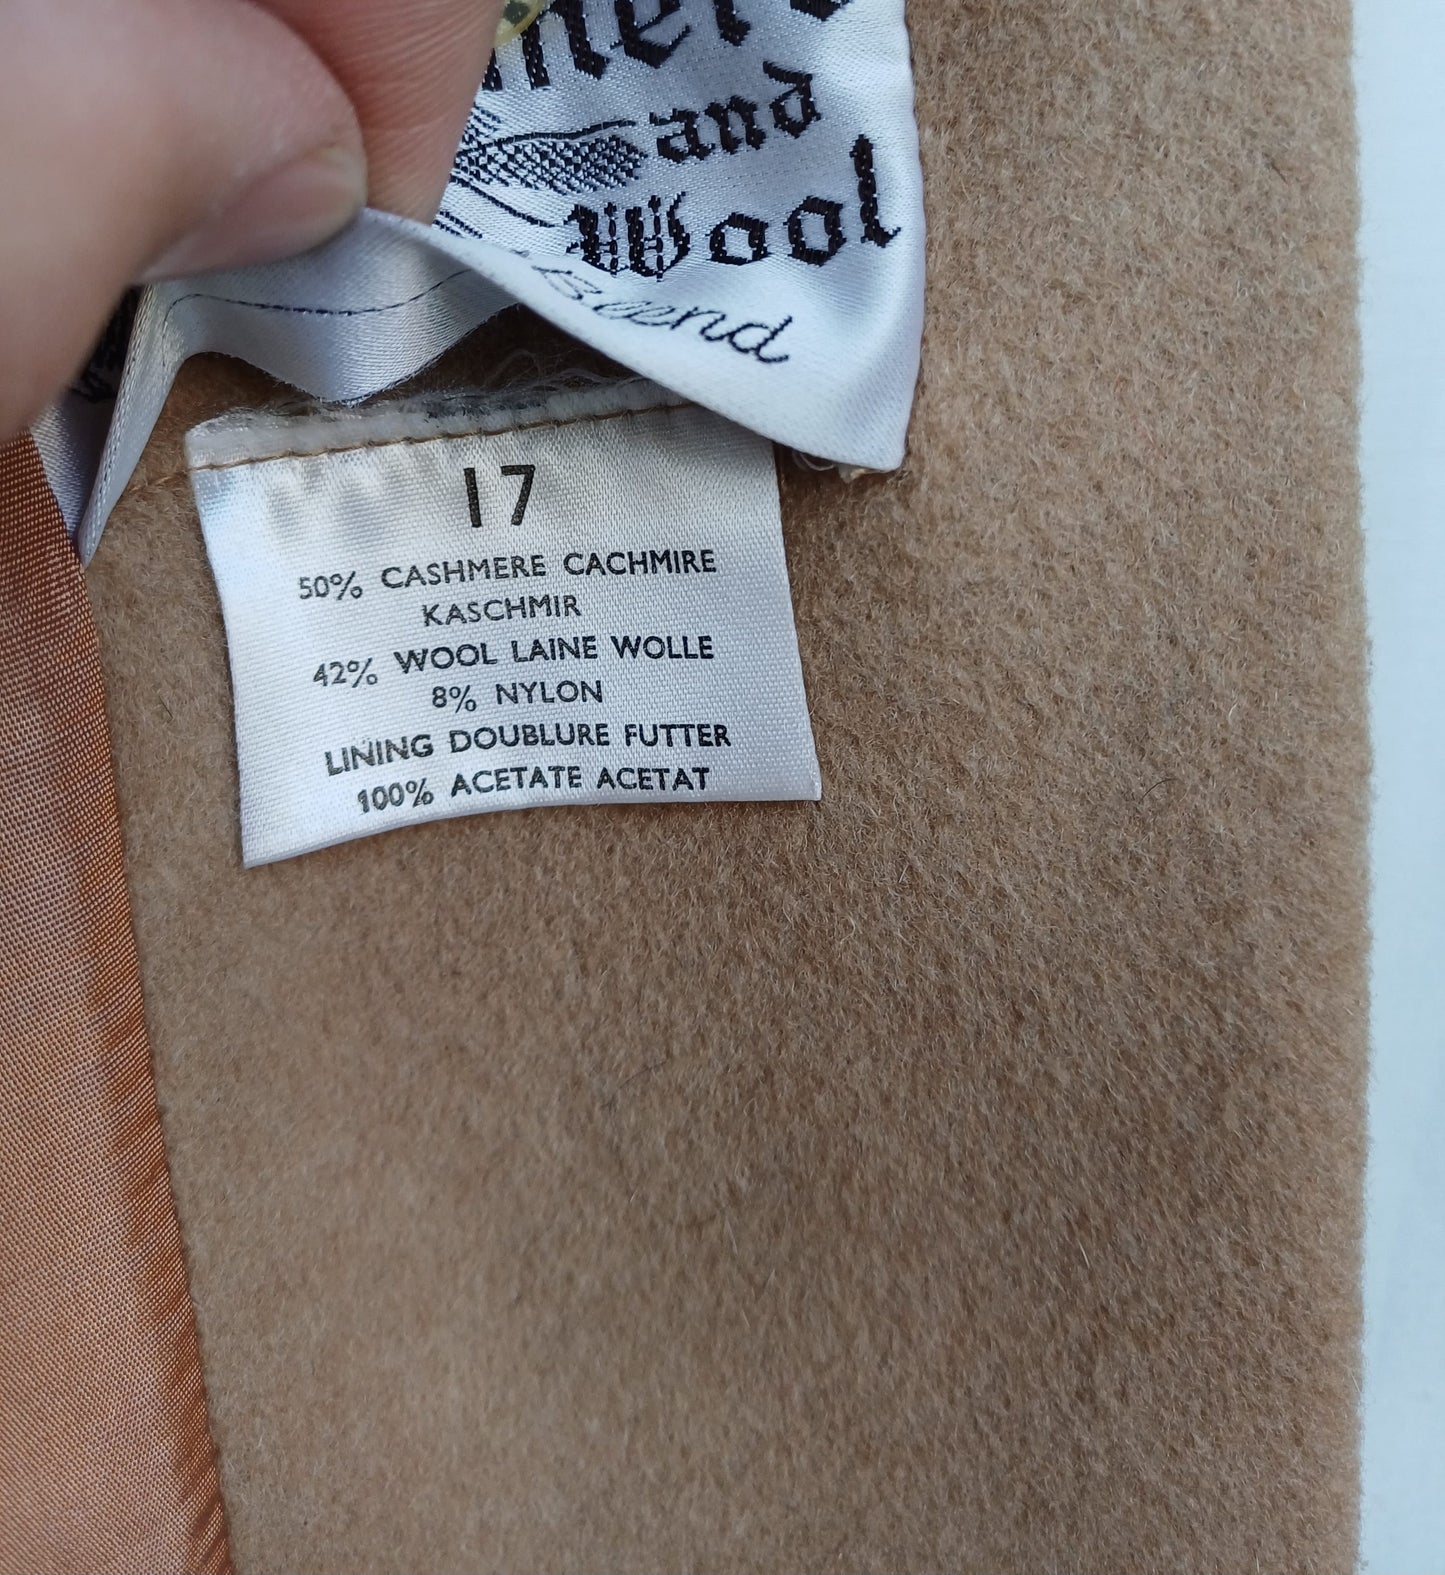 and
Wool
Blend
17
50% CASHMERE CACHMIRE
KASCHMIR
42% WOOL LAINE WOLLE
8% NYLON
LINING DOUBLURE FUTTER
100% ACETATE ACETAT